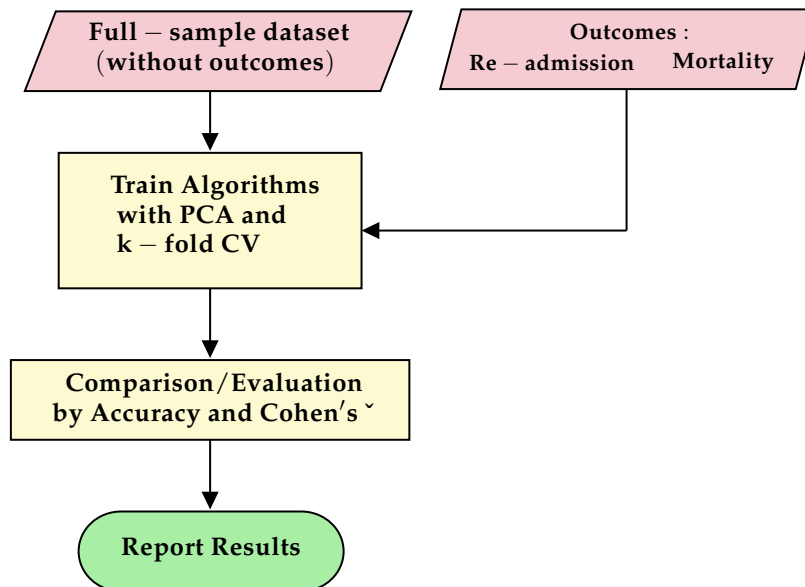 Full – sample dataset
(without outcomes)
Outcomes :
Re – admission Mortality
Train Algorithms
with PCA and
k – fold CV
Comparison/Evaluation
by Accuracy and Cohen's ˇ
Report Results